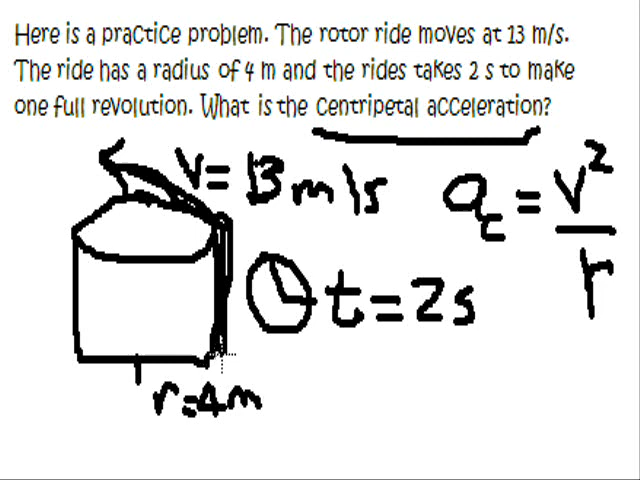 Here is a practice problem. The rotor ride moves at 13 m/s.
The ride has a radius of 4 m and the rides takes 2 s to make
one full revolution. What is the centripetal acceleration?
v = 13 m/s
a_c = v²/r
t = 2s
r = 4m